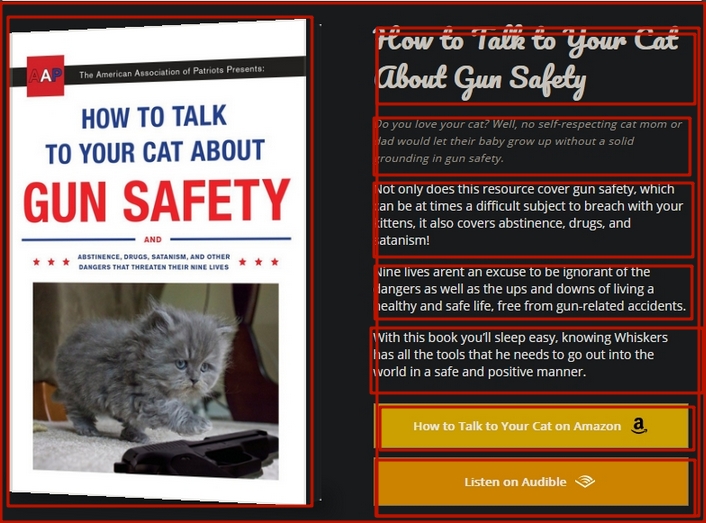 AAP
The American Association of Patriots Presents:
HOW TO TALK
TO YOUR CAT ABOUT
GUN SAFETY
AND
ABSTINENCE, DRUGS, SATANISM, AND OTHER
DANGERS THAT THREATEN THEIR NINE LIVES
How to Talk to Your Cat
About Gun Safety
Do you love your cat? Well, no self-respecting cat mom or
dad would let their baby grow up without a solid
grounding in gun safety.
Not only does this resource cover gun safety, which
can be at times a difficult subject to breach with your
kittens, it also covers abstinence, drugs, and
satanism!
Nine lives arent an excuse to be ignorant of the
dangers as well as the ups and downs of living a
healthy and safe life, free from gun-related accidents.
With this book you'll sleep easy, knowing Whiskers
has all the tools that he needs to go out into the
world in a safe and positive manner.
How to Talk to Your Cat on Amazon
Listen on Audible